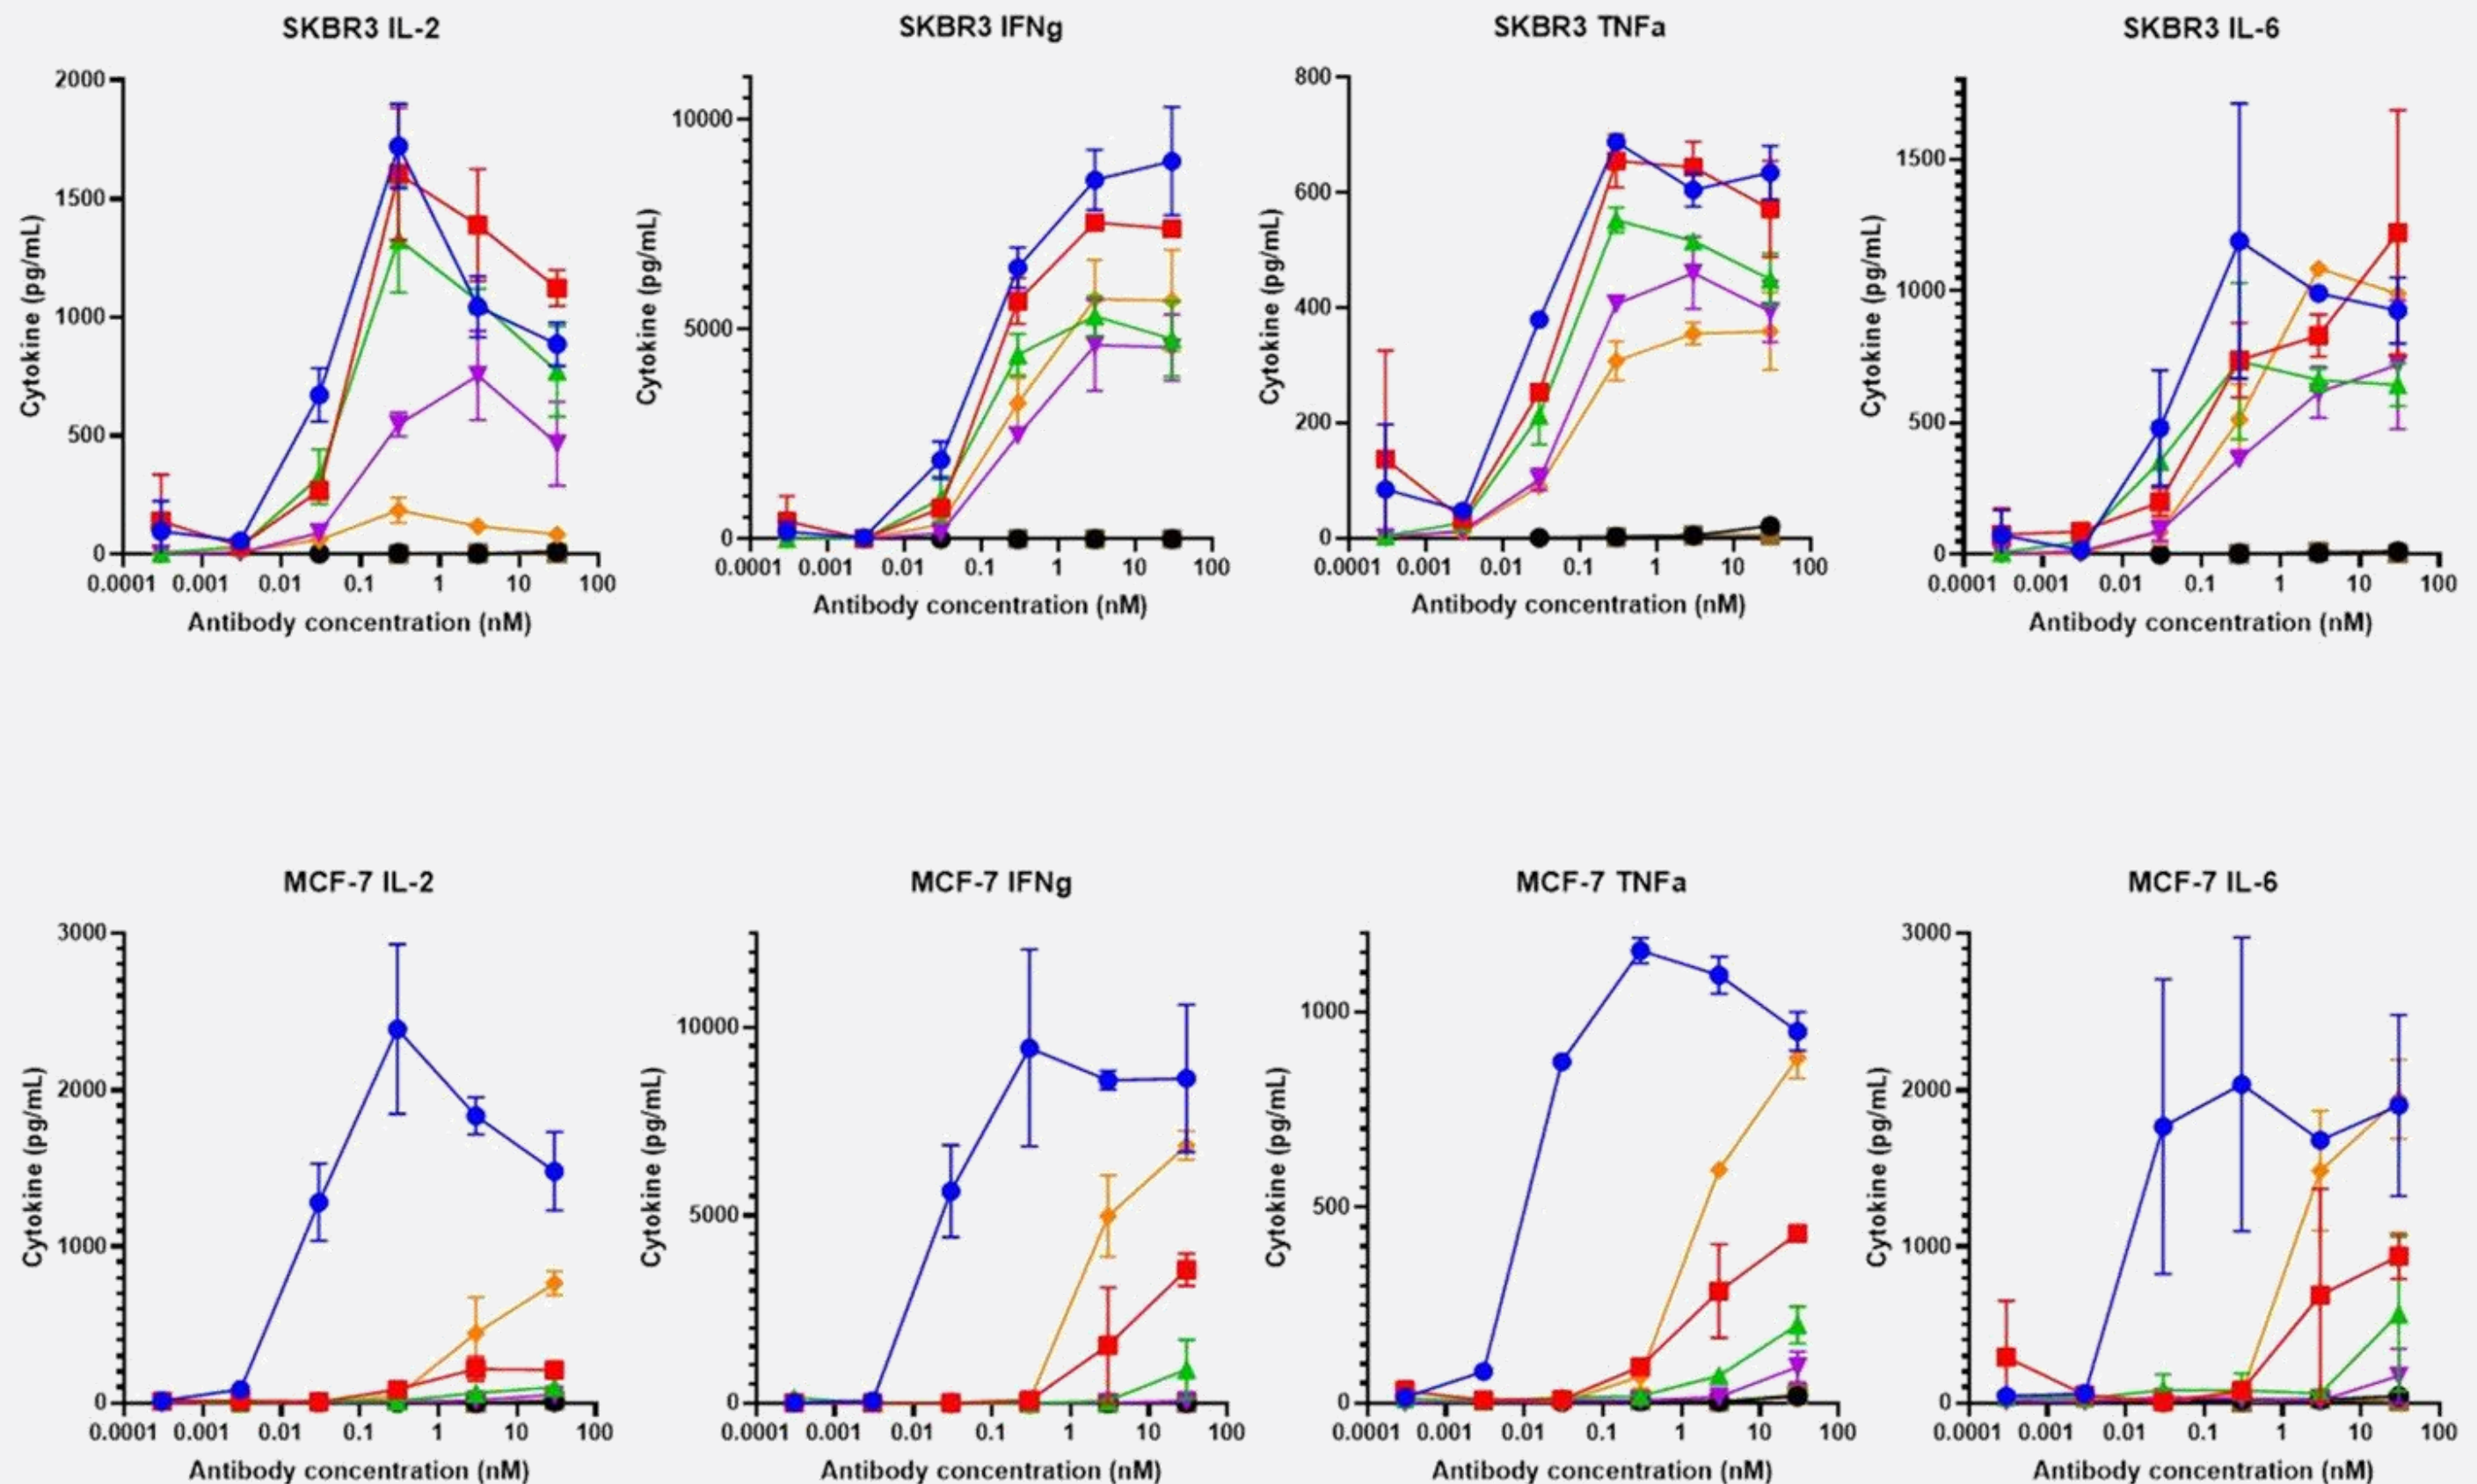 SKBR3 IL-2
2000
1500
1000
500
0
Cytokine (pg/mL)
0.0001 0.001 0.01 0.1 1 10 100
Antibody concentration (nM)
SKBR3 IFNg
10000
5000
0
Cytokine (pg/mL)
0.0001 0.001 0.01 0.1 1 10 100
Antibody concentration (nM)
SKBR3 TNFa
800
600
400
200
0
Cytokine (pg/mL)
0.0001 0.001 0.01 0.1 1 10 100
Antibody concentration (nM)
SKBR3 IL-6
1500
1000
500
0
Cytokine (pg/mL)
0.0001 0.001 0.01 0.1 1 10 100
Antibody concentration (nM)
MCF-7 IL-2
3000
2000
1000
0
Cytokine (pg/mL)
0.0001 0.001 0.01 0.1 1 10 100
Antibody concentration (nM)
MCF-7 IFNg
10000
5000
0
Cytokine (pg/mL)
0.0001 0.001 0.01 0.1 1 10 100
Antibody concentration (nM)
MCF-7 TNFa
1000
500
0
Cytokine (pg/mL)
0.0001 0.001 0.01 0.1 1 10 100
Antibody concentration (nM)
MCF-7 IL-6
3000
2000
1000
0
Cytokine (pg/mL)
0.0001 0.001 0.01 0.1 1 10 100
Antibody concentration (nM)